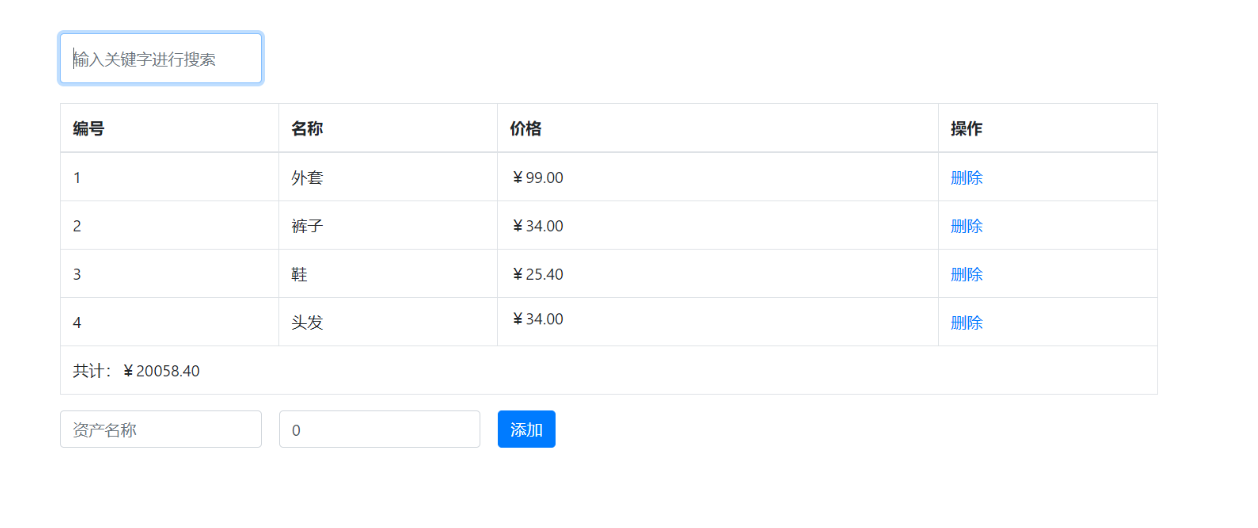 输入关键字进行搜索
编号 名称 价格 操作
1 外套 ¥99.00 删除
2 裤子 ¥34.00 删除
3 鞋 ¥25.40 删除
4 头发 ¥34.00 删除
共计：¥20058.40
资产名称 0 添加